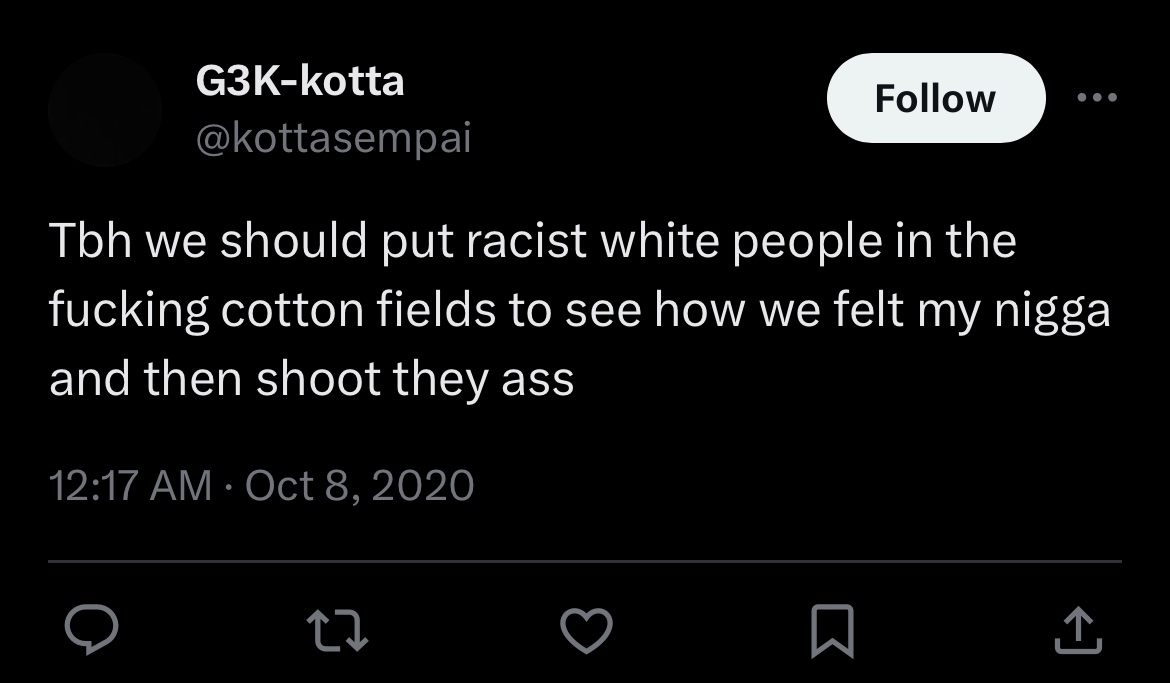 G3K-kotta
@kottasempai
Follow
Tbh we should put racist white people in the
fucking cotton fields to see how we felt my nigga
and then shoot they ass
12:17 AM · Oct 8, 2020